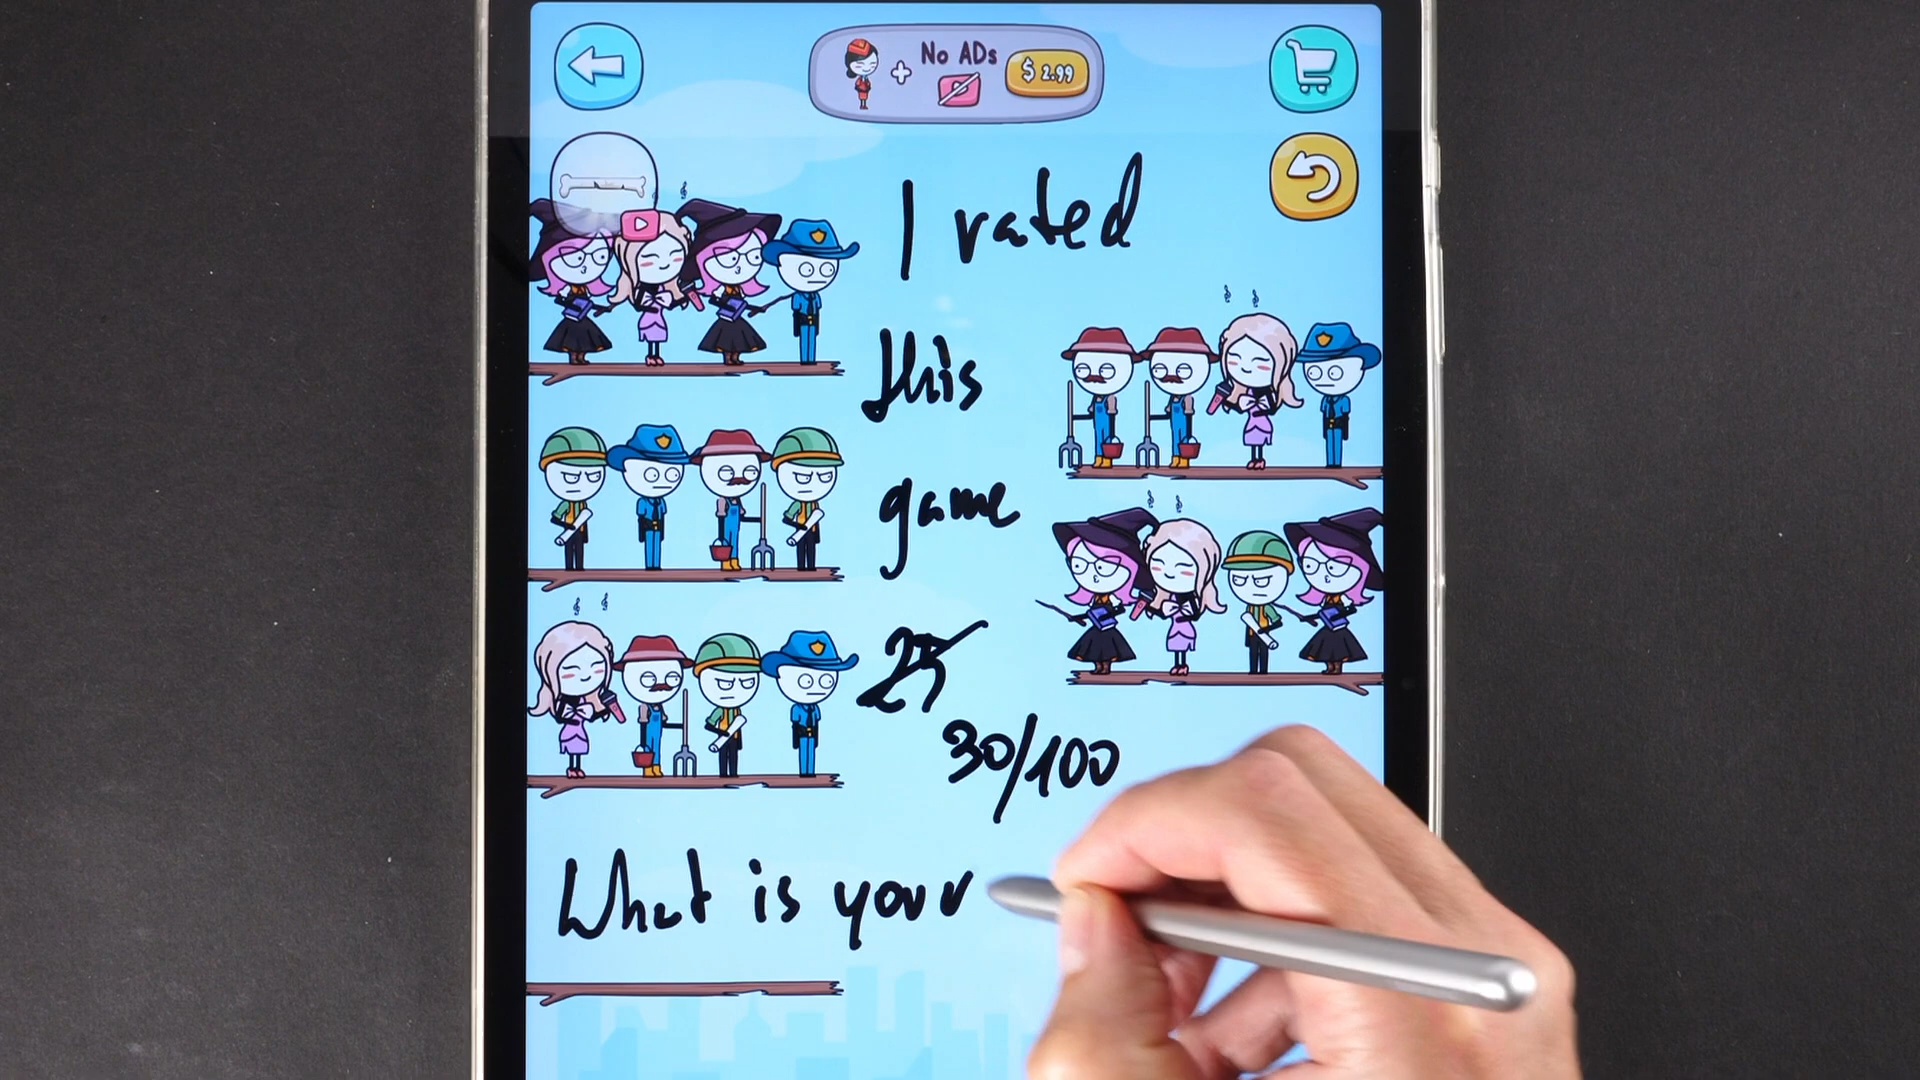 No ADs
$ 2.99
I rated
this
game
25
30/100
What is your